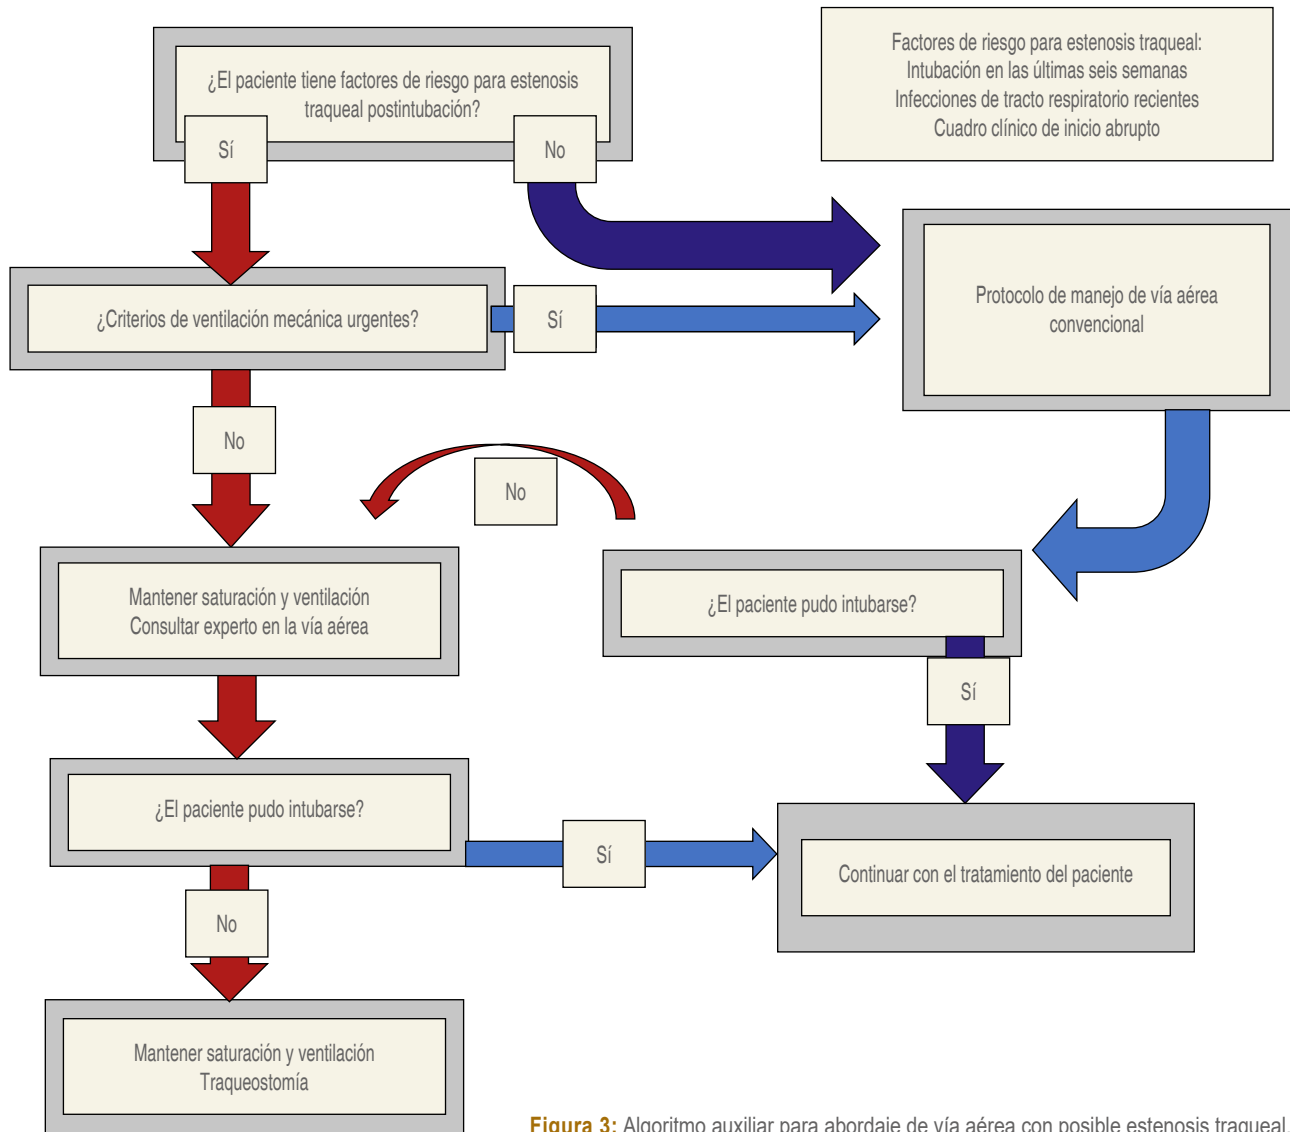 ¿El paciente tiene factores de riesgo para estenosis
traqueal postintubación?
Sí
No
Factores de riesgo para estenosis traqueal:
Intubación en las últimas seis semanas
Infecciones de tracto respiratorio recientes
Cuadro clínico de inicio abrupto
¿Criterios de ventilación mecánica urgentes?
Sí
Protocolo de manejo de vía aérea
convencional
No
No
Mantener saturación y ventilación
Consultar experto en la vía aérea
¿El paciente pudo intubarse?
Sí
¿El paciente pudo intubarse?
Sí
Continuar con el tratamiento del paciente
No
Mantener saturación y ventilación
Traqueostomía
Figura 3: Algoritmo auxiliar para abordaje de vía aérea con posible estenosis traqueal.